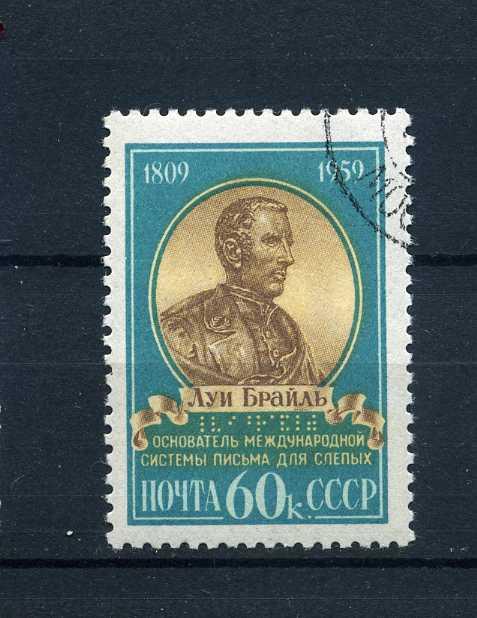 1809 1959
Луи Брайль
ОСНОВАТЕЛЬ МЕЖДУНАРОДНОЙ
СИСТЕМЫ ПИСЬМА ДЛЯ СЛЕПЫХ
ПОЧТА 60к. СССР